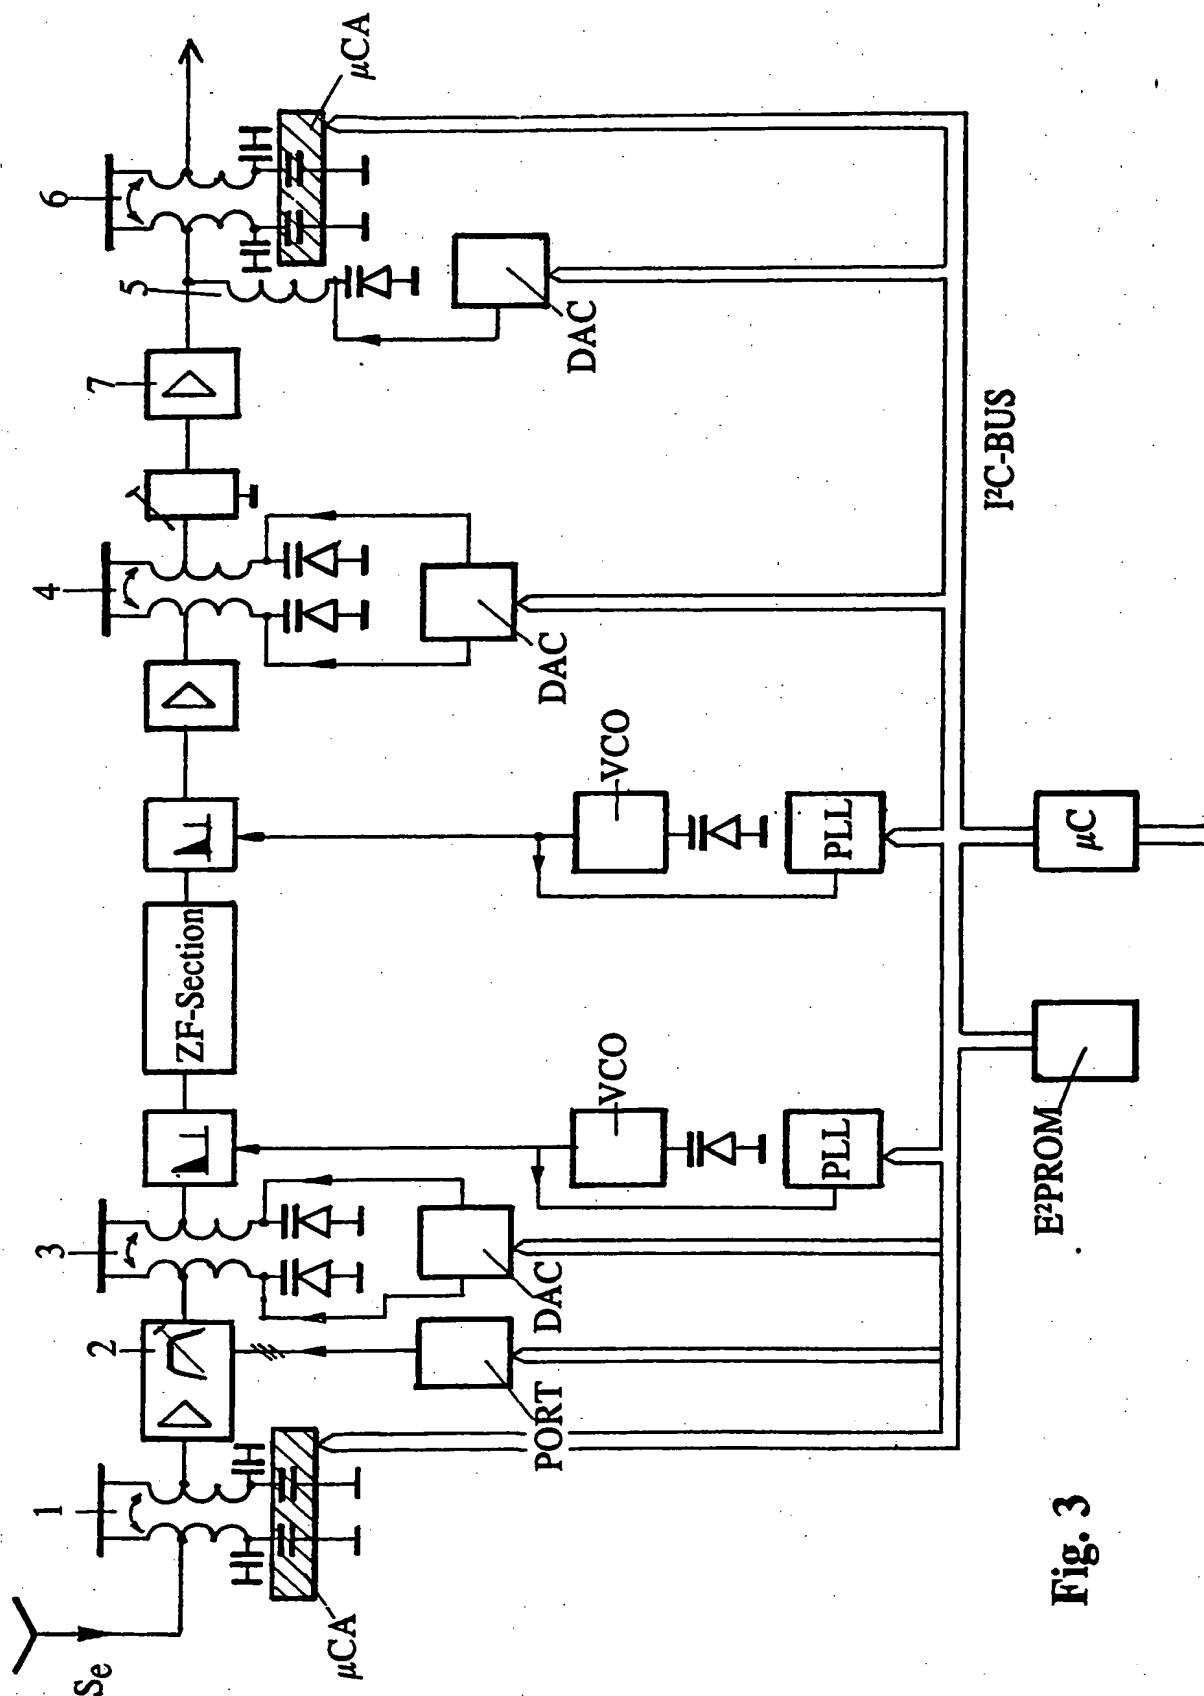 Se
1
2
3
4
5
6
7
µCA
µCA
PORT
DAC
DAC
DAC
ZF-Section
VCO
VCO
PLL
PLL
I²C-BUS
E²PROM
µC
Fig. 3